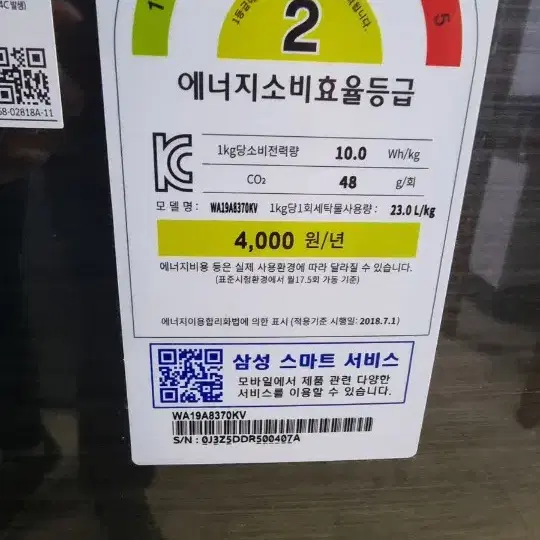 4C발생)
68-02818A-11
1
5
2
에너지소비효율등급
1kg당소비전력량 10.0 Wh/kg
CO₂ 48 g/회
모 델 명 : WA19A8370KV 1kg당1회세탁물사용량 : 23.0 L/kg
4,000 원/년
에너지비용 등은 실제 사용환경에 따라 달라질 수 있습니다.
(표준시험환경에서 월17.5회 가동 기준)
에너지이용합리화법에 의한 표시 (적용기준 시행일: 2018.7.1)
삼성 스마트 서비스
모바일에서 제품 관련 다양한
서비스를 이용할 수 있습니다.
WA19A8370KV
S/N : 0J3Z5DDR500407A